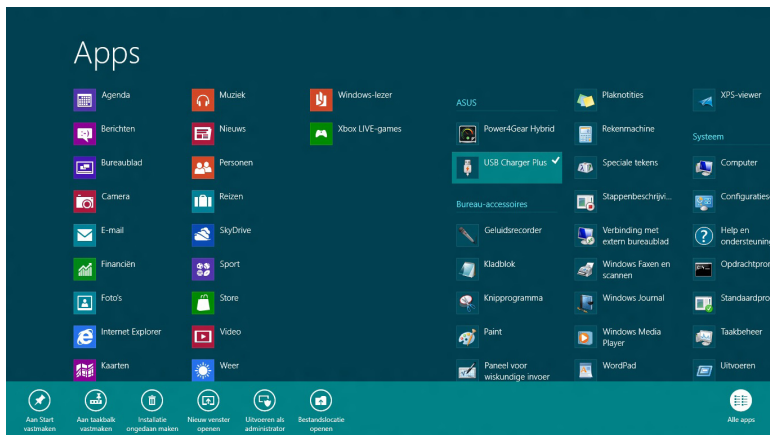 Apps
Agenda
Berichten
Bureaublad
Camera
E-mail
Financiën
Foto's
Internet Explorer
Kaarten
Muziek
Nieuws
Personen
Reizen
SkyDrive
Sport
Store
Video
Weer
Windows-lezer
Xbox LIVE-games
ASUS
Power4Gear Hybrid
USB Charger Plus
Bureau-accessoires
Geluidsrecorder
Kladblok
Knipprogramma
Paint
Paneel voor
wiskundige invoer
Plaknotities
Rekenmachine
Speciale tekens
Stappenbeschrijvi...
Verbinding met
extern bureaublad
Windows Faxen en
scannen
Windows Journal
Windows Media
Player
WordPad
XPS-viewer
Systeem
Computer
Configuraties
Help en
ondersteuning
Opdrachtpro
Standaardpro
Taakbeheer
Uitvoeren
Aan Start
vastmaken
Aan taakbalk
vastmaken
Installatie
ongedaan maken
Nieuw venster
openen
Uitvoeren als
administrator
Bestandslocatie
openen
Alle apps